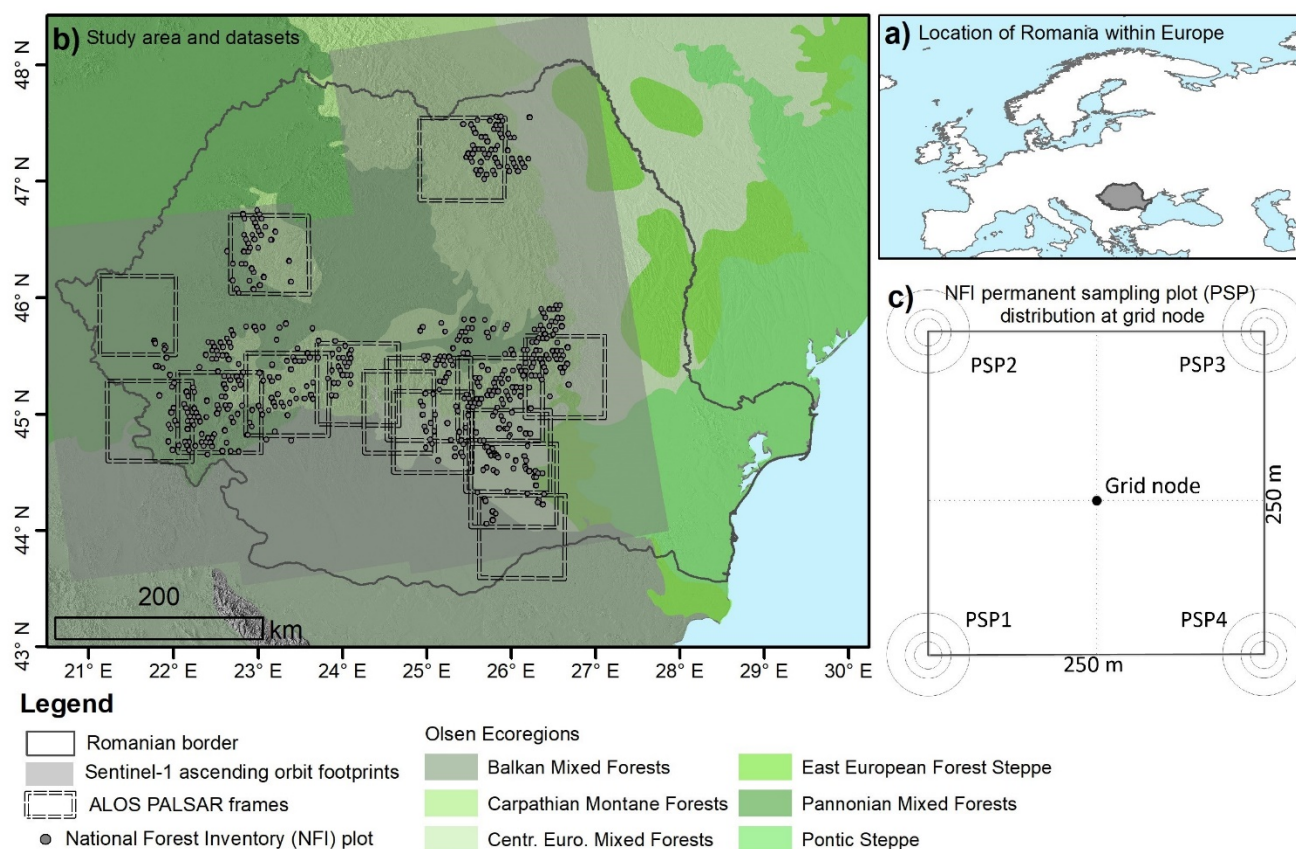 b) Study area and datasets
48° N
47° N
46° N
45° N
44° N
43° N
200
km
21° E 22° E 23° E 24° E 25° E 26° E 27° E 28° E 29° E 30° E
a) Location of Romania within Europe
c) NFI permanent sampling plot (PSP)
distribution at grid node
PSP2 PSP3
Grid node
250 m
PSP1 PSP4
250 m
Legend
Romanian border
Sentinel-1 ascending orbit footprints
ALOS PALSAR frames
National Forest Inventory (NFI) plot
Olsen Ecoregions
Balkan Mixed Forests
Carpathian Montane Forests
Centr. Euro. Mixed Forests
East European Forest Steppe
Pannonian Mixed Forests
Pontic Steppe